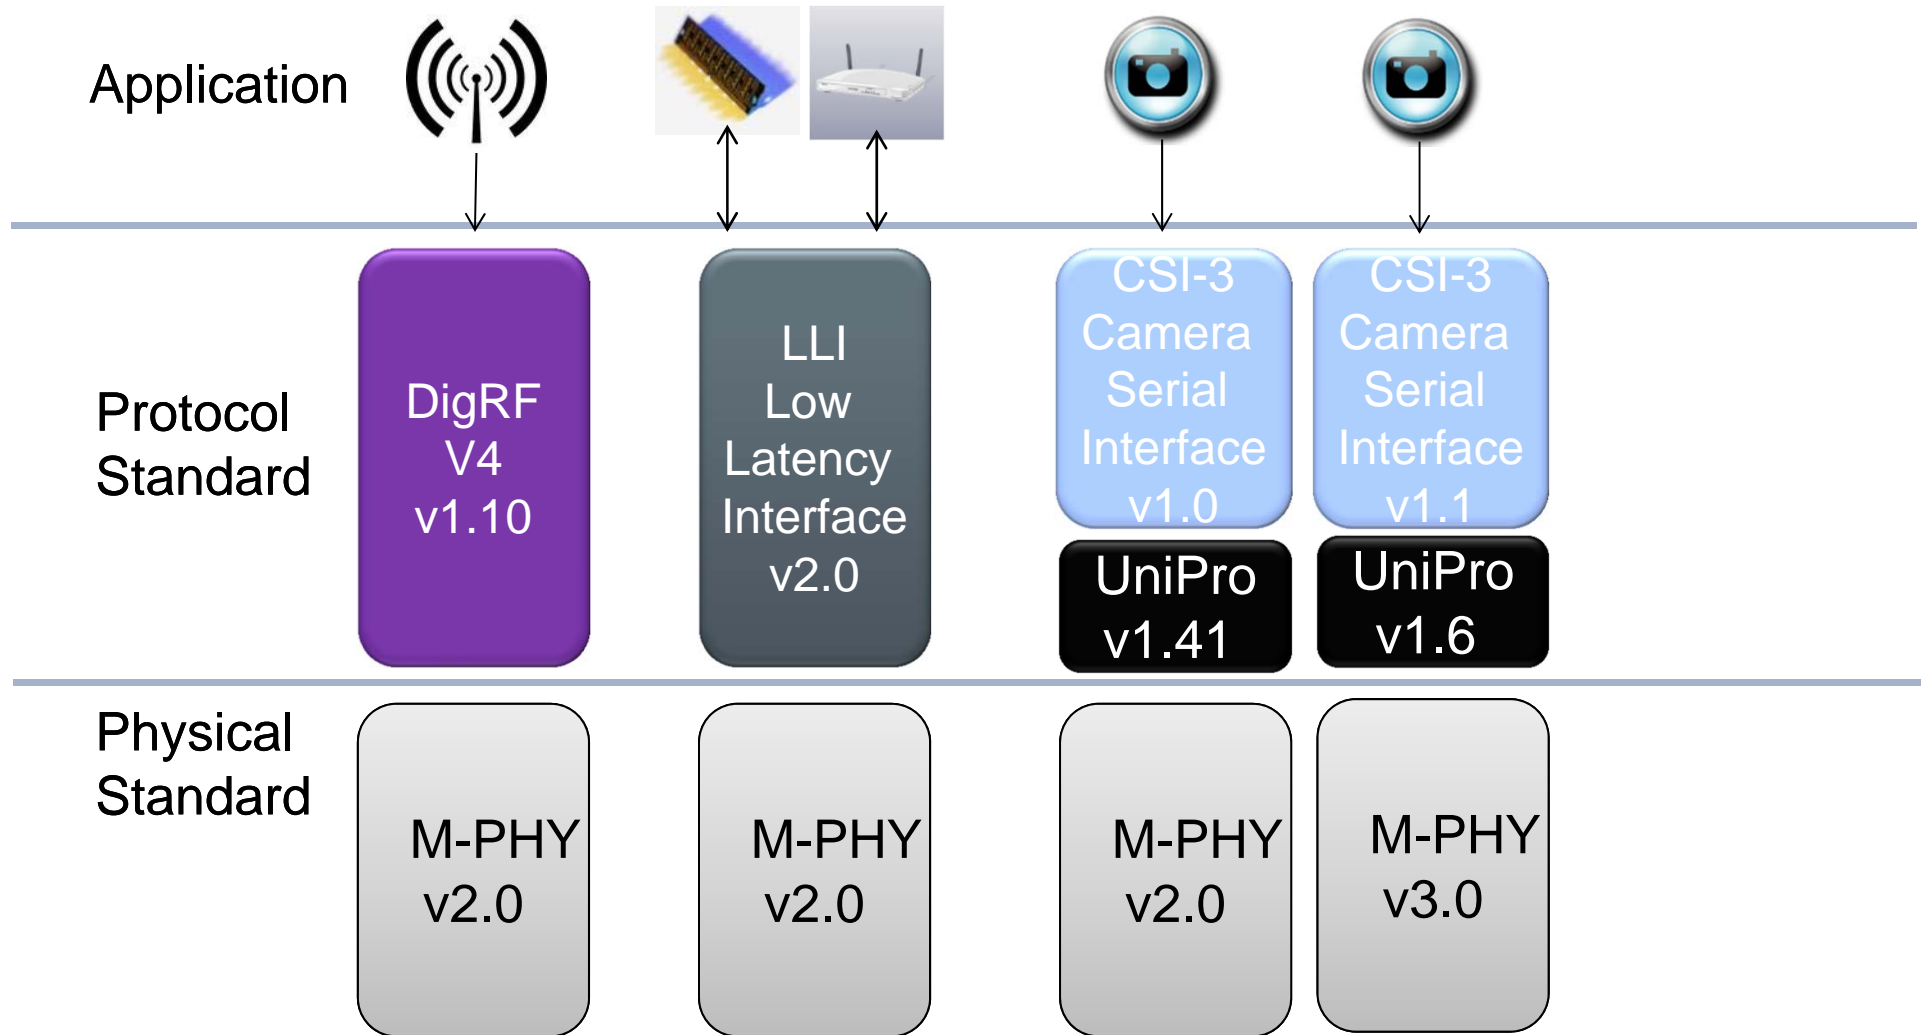 Application
Protocol
Standard
DigRF
V4
v1.10
LLI
Low
Latency
Interface
v2.0
CSI-3
Camera
Serial
Interface
v1.0
UniPro
v1.41
CSI-3
Camera
Serial
Interface
v1.1
UniPro
v1.6
Physical
Standard
M-PHY
v2.0
M-PHY
v2.0
M-PHY
v2.0
M-PHY
v3.0